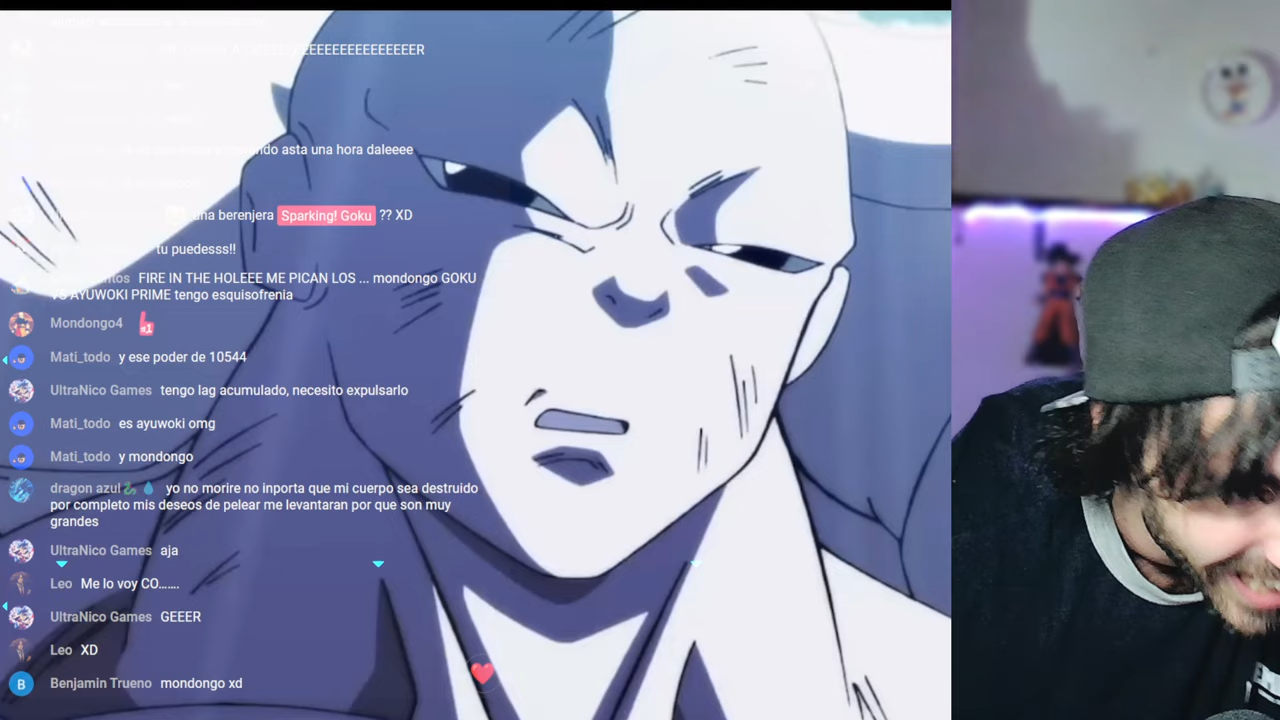 EEEEEEEEEEEEEEER
asta una hora daleeee
una berenjera Sparking! Goku ?? XD
tu puedesss!!
FIRE IN THE HOLEEE ME PICAN LOS ... mondongo GOKU
VS AYUWOKI PRIME tengo esquisofrenia
Mondongo4 #1
Mati_todo y ese poder de 10544
UltraNico Games tengo lag acumulado, necesito expulsarlo
Mati_todo es ayuwoki omg
Mati_todo y mondongo
dragon azul🐉💧 yo no morire no inporta que mi cuerpo sea destruido
por completo mis deseos de pelear me levantaran por que son muy
grandes
UltraNico Games aja
Leo Me lo voy CO.......
UltraNico Games GEEER
Leo XD
B Benjamin Trueno mondongo xd